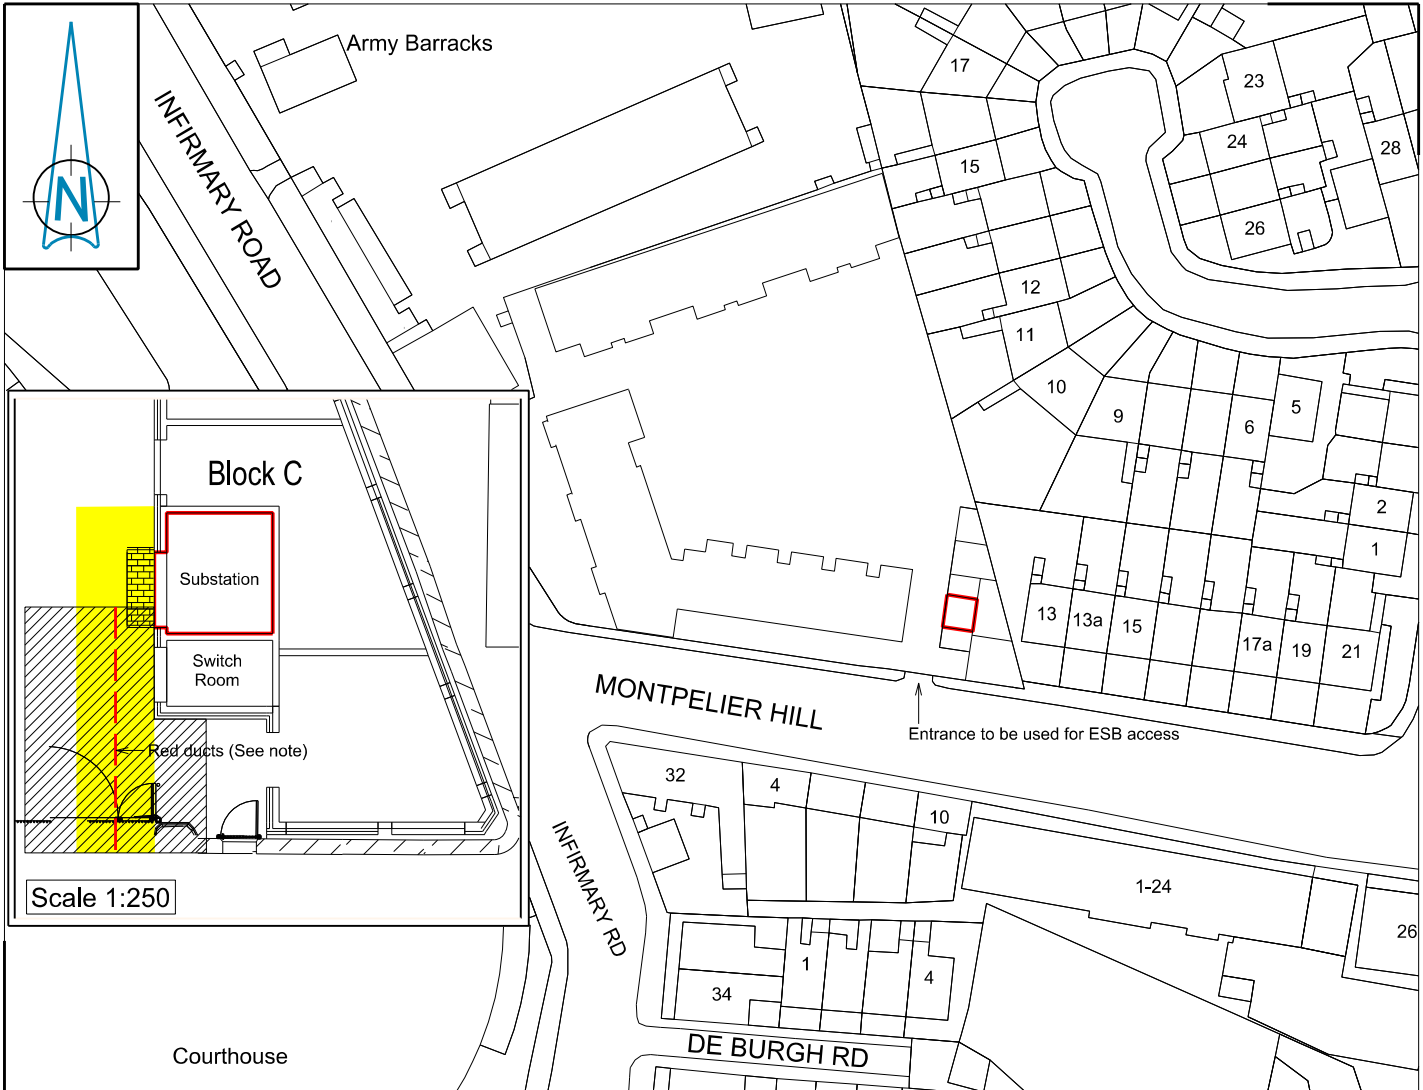 N
Army Barracks
INFIRMARY ROAD
17
23
24
28
15
26
12
11
10
9
6
5
2
1
13
13a
15
17a
19
21
Block C
Substation
Switch
Room
Red ducts (See note)
Scale 1:250
MONTPELIER HILL
Entrance to be used for ESB access
32
4
10
INFIRMARY RD
1-24
26
1
4
34
DE BURGH RD
Courthouse